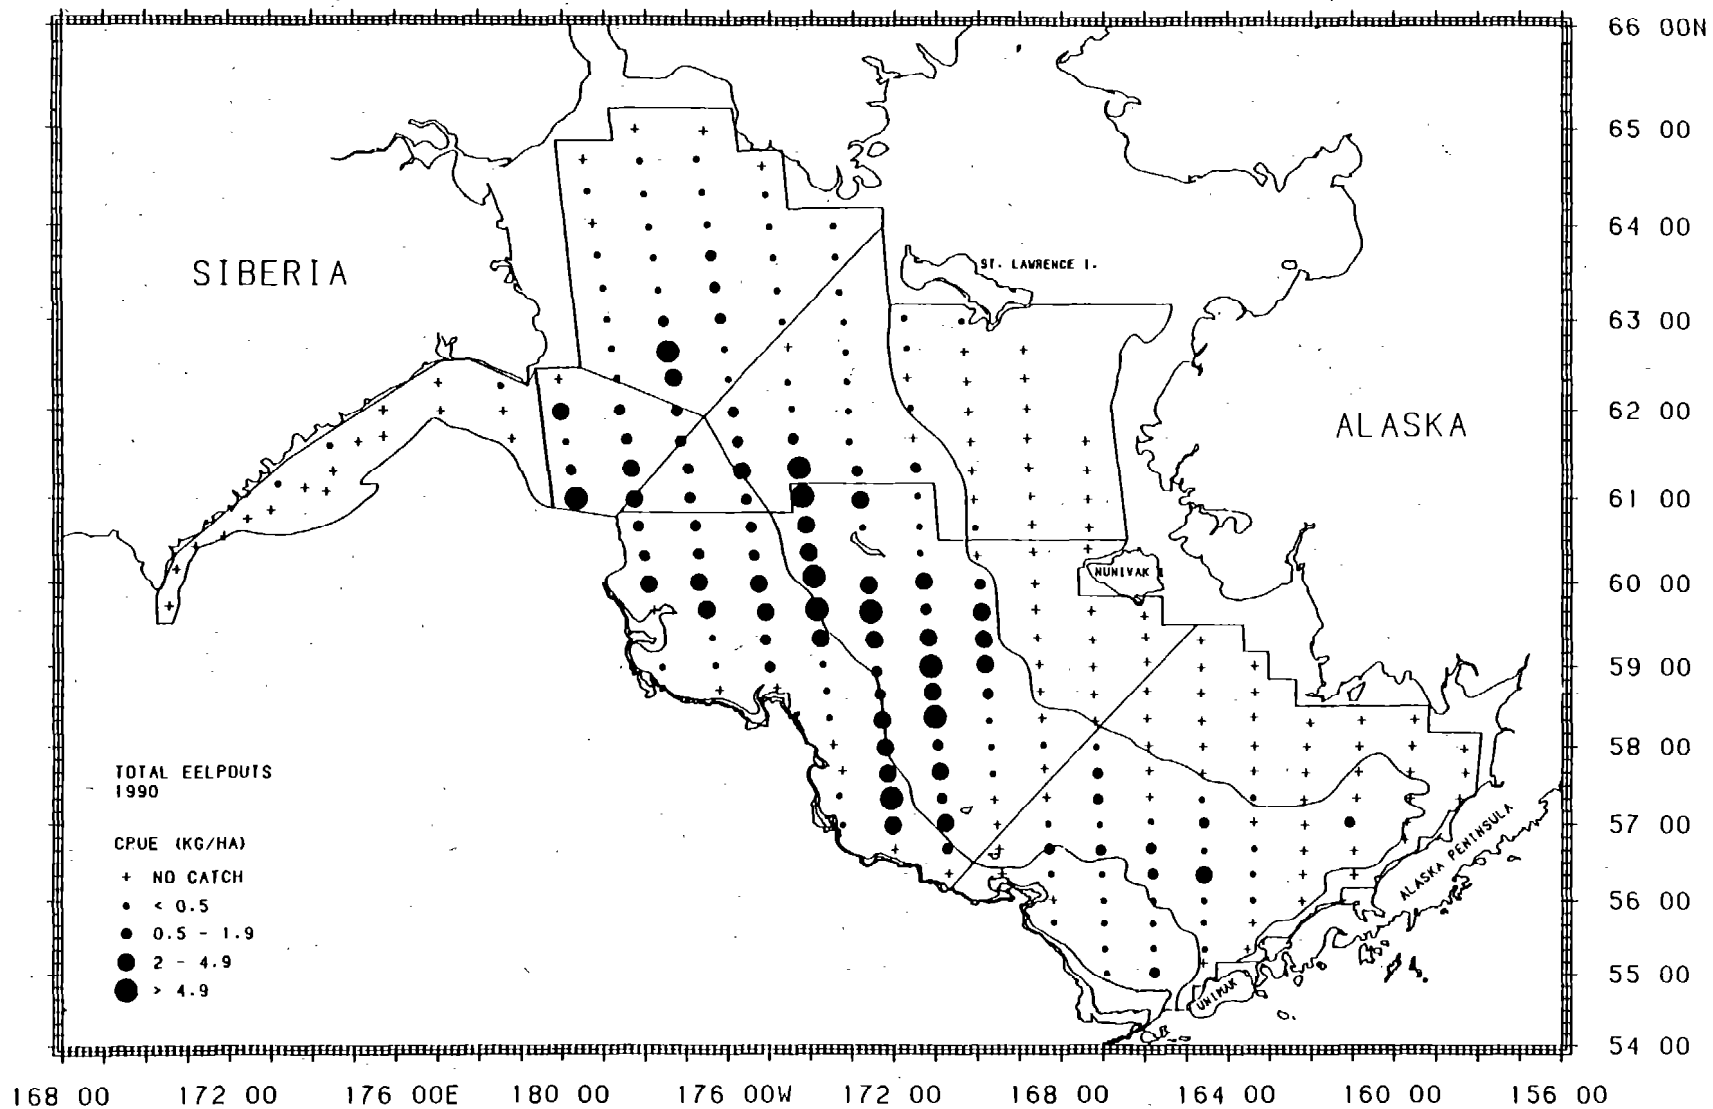 66 00N
65 00
64 00
SIBERIA
ST. LAWRENCE I.
63 00
62 00
ALASKA
61 00
NUNIVAK
60 00
59 00
58 00
TOTAL EELPOUTS
1990
57 00
CPUE (KG/HA)
+ NO CATCH
< 0.5
0.5 - 1.9
2 - 4.9
> 4.9
ALASKA PENINSULA
56 00
55 00
UNIMAK
54 00
168 00 172 00 176 00E 180 00 176 00W 172 00 168 00 164 00 160 00 156 00